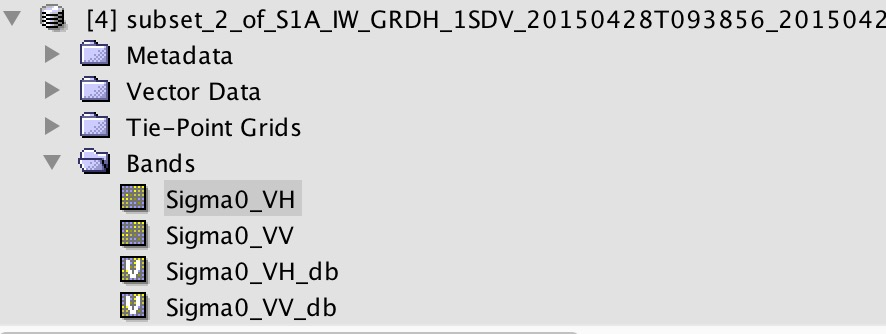 [4] subset_2_of_S1A_IW_GRDH_1SDV_20150428T093856_2015042
Metadata
Vector Data
Tie-Point Grids
Bands
Sigma0_VH
Sigma0_VV
Sigma0_VH_db
Sigma0_VV_db